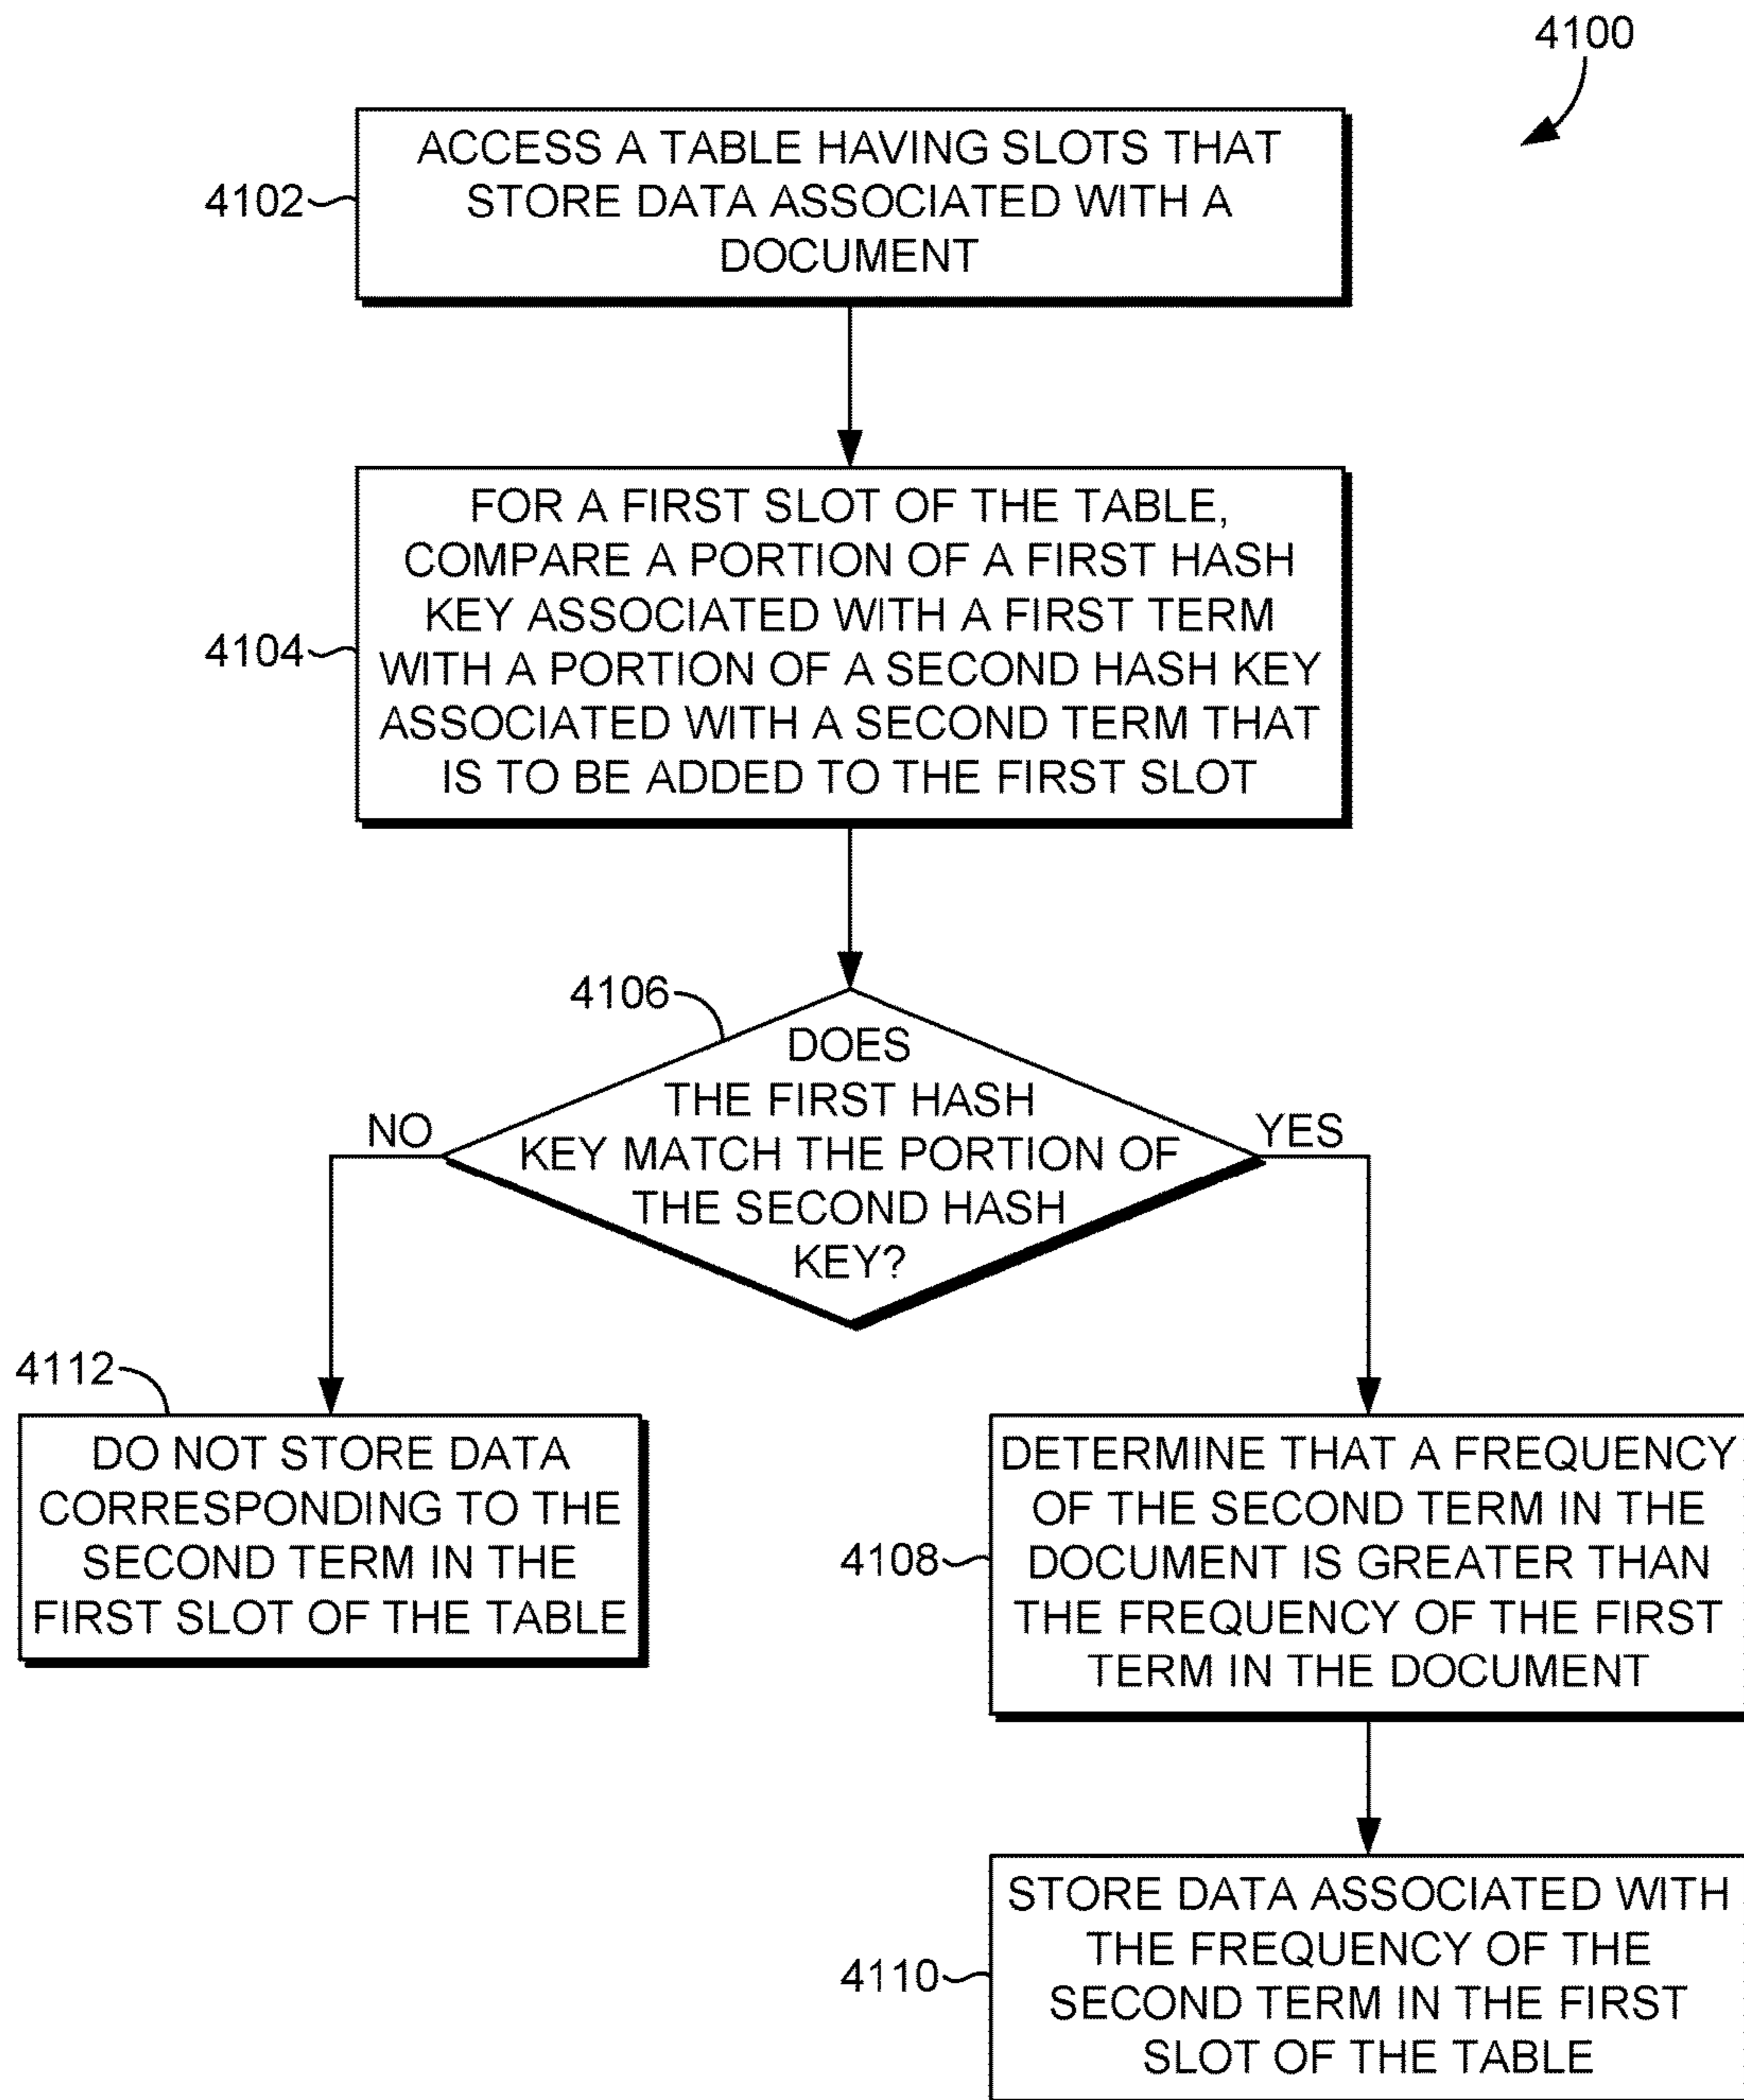 4100
ACCESS A TABLE HAVING SLOTS THAT
STORE DATA ASSOCIATED WITH A
DOCUMENT
4102
FOR A FIRST SLOT OF THE TABLE,
COMPARE A PORTION OF A FIRST HASH
KEY ASSOCIATED WITH A FIRST TERM
WITH A PORTION OF A SECOND HASH KEY
ASSOCIATED WITH A SECOND TERM THAT
IS TO BE ADDED TO THE FIRST SLOT
4104
4106
DOES
THE FIRST HASH
KEY MATCH THE PORTION OF
THE SECOND HASH
KEY?
NO
YES
4112
DO NOT STORE DATA
CORRESPONDING TO THE
SECOND TERM IN THE
FIRST SLOT OF THE TABLE
DETERMINE THAT A FREQUENCY
OF THE SECOND TERM IN THE
DOCUMENT IS GREATER THAN
THE FREQUENCY OF THE FIRST
TERM IN THE DOCUMENT
4108
STORE DATA ASSOCIATED WITH
THE FREQUENCY OF THE
SECOND TERM IN THE FIRST
SLOT OF THE TABLE
4110